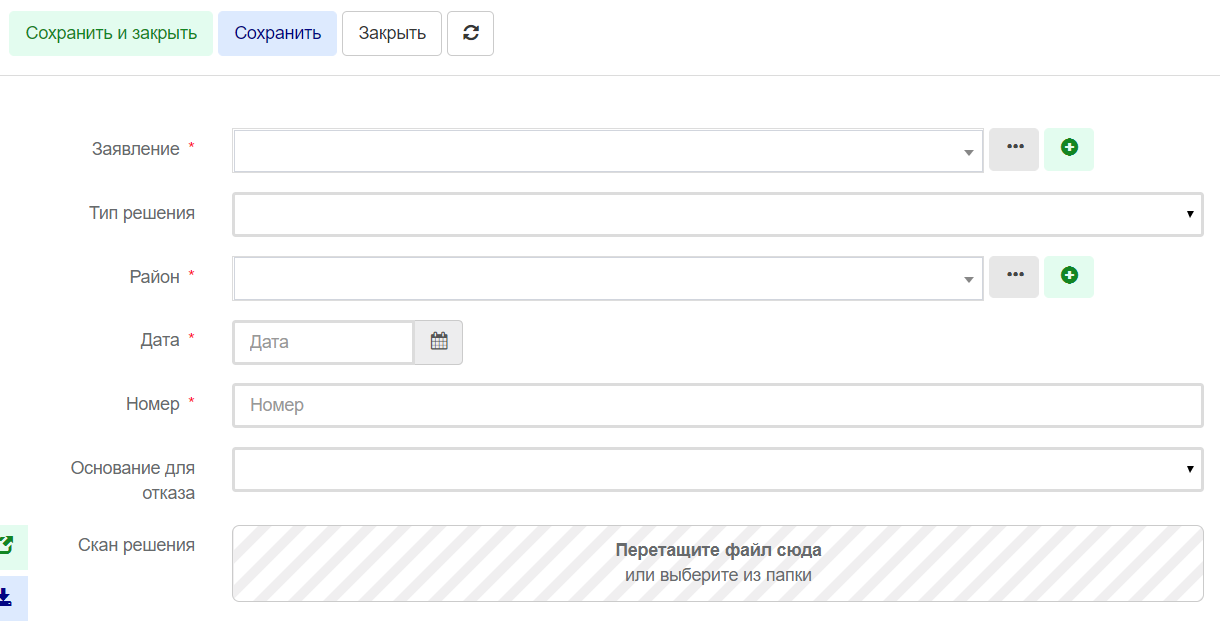 Сохранить и закрыть Сохранить Закрыть
Заявление *
Тип решения
Район *
Дата * Дата
Номер * Номер
Основание для
отказа
Скан решения
Перетащите файл сюда
или выберите из папки